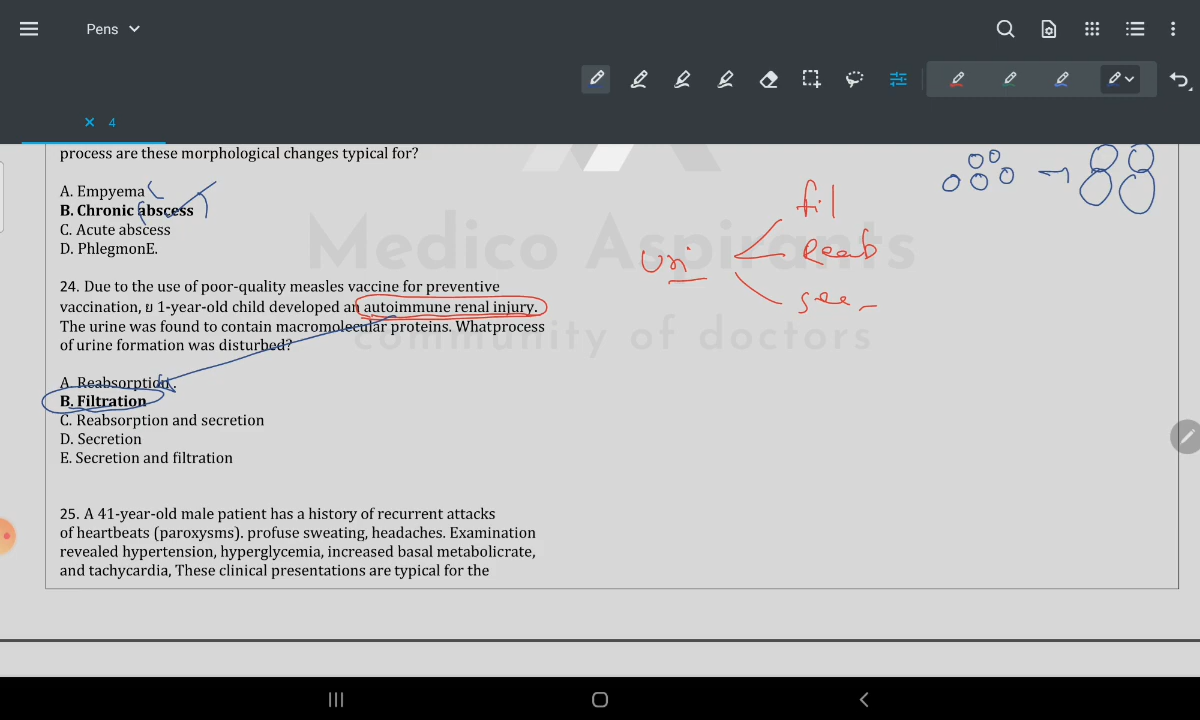 Pens
4
process are these morphological changes typical for?
A. Empyema
B. Chronic abscess
C. Acute abscess
D. PhlegmonE.
24. Due to the use of poor-quality measles vaccine for preventive
vaccination, u 1-year-old child developed an autoimmune renal injury.
The urine was found to contain macromolecular proteins. Whatprocess
of urine formation was disturbed?
A. Reabsorption.
B. Filtration
C. Reabsorption and secretion
D. Secretion
E. Secretion and filtration
25. A 41-year-old male patient has a history of recurrent attacks
of heartbeats (paroxysms). profuse sweating, headaches. Examination
revealed hypertension, hyperglycemia, increased basal metabolicrate,
and tachycardia, These clinical presentations are typical for the
Medico Aspirants
community of doctors
Uri
fil
Reab